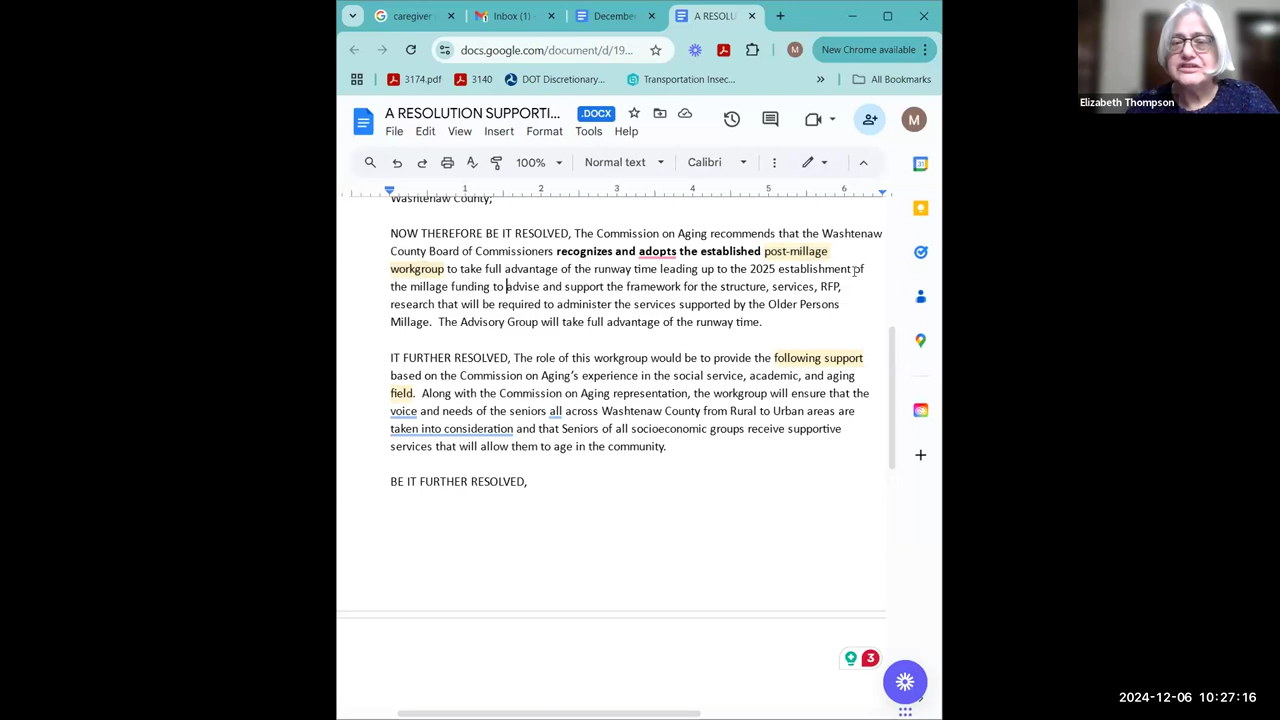 caregiver
Inbox (1)
December
A RESOLU
docs.google.com/document/d/19...
M
New Chrome available
3174.pdf
3140
DOT Discretionary...
Transportation Insec...
»
All Bookmarks
A RESOLUTION SUPPORTI...
.DOCX
File Edit View Insert Format Tools Help
M
100%
Normal text
Calibri
1 2 3 4 5 6
Washtenaw County;
NOW THEREFORE BE IT RESOLVED, The Commission on Aging recommends that the Washtenaw
County Board of Commissioners recognizes and adopts the established post-millage
workgroup to take full advantage of the runway time leading up to the 2025 establishment of
the millage funding to advise and support the framework for the structure, services, RFP,
research that will be required to administer the services supported by the Older Persons
Millage.  The Advisory Group will take full advantage of the runway time.
IT FURTHER RESOLVED, The role of this workgroup would be to provide the following support
based on the Commission on Aging's experience in the social service, academic, and aging
field.  Along with the Commission on Aging representation, the workgroup will ensure that the
voice and needs of the seniors all across Washtenaw County from Rural to Urban areas are
taken into consideration and that Seniors of all socioeconomic groups receive supportive
services that will allow them to age in the community.
BE IT FURTHER RESOLVED,
3
Elizabeth Thompson
2024-12-06 10:27:16